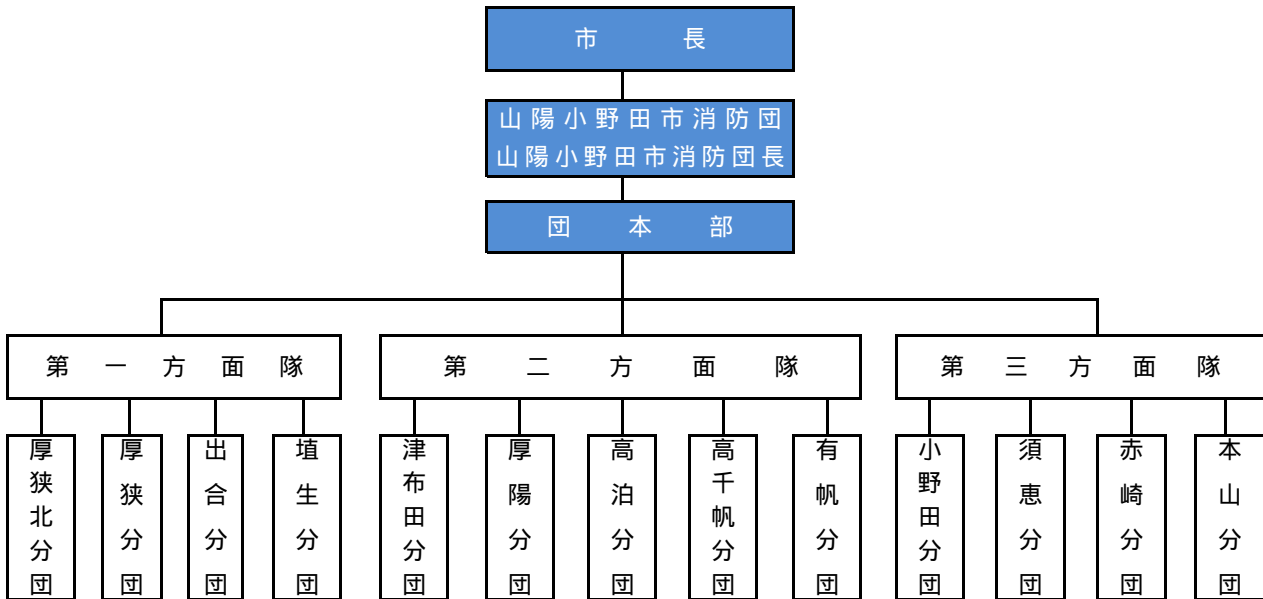 市長
山陽小野田市消防団
山陽小野田市消防団長
団本部
第一方面隊
第二方面隊
第三方面隊
厚狭北分団
厚狭分団
出合分団
埴生分団
津布田分団
厚陽分団
高泊分団
高千帆分団
有帆分団
小野田分団
須恵分団
赤崎分団
本山分団